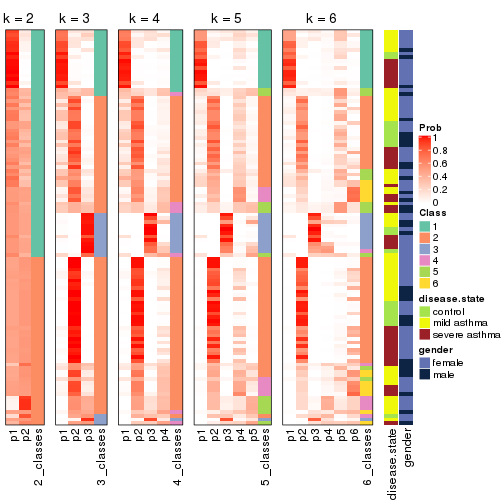 k = 2 k = 3 k = 4 k = 5 k = 6
Prob
1
0.8
0.6
0.4
0.2
0
Class
1
2
3
4
5
6
disease.state
control
mild asthma
severe asthma
gender
female
male
p1 p2 2_classes p1 p2 p3 3_classes p1 p2 p3 p4 4_classes p1 p2 p3 p4 p5 5_classes p1 p2 p3 p4 p5 p6 6_classes disease.state gender